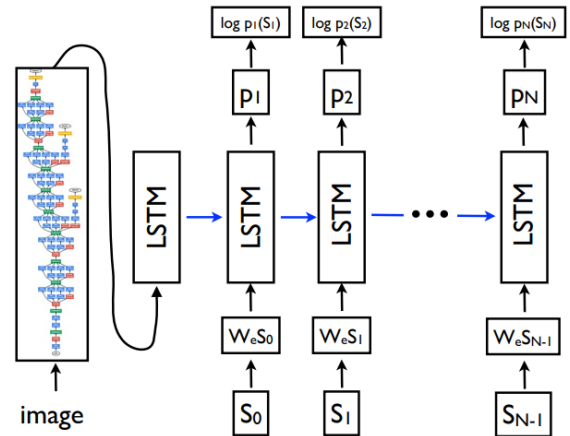 log p₁(S₁) log p₂(S₂) log pN(SN)
p₁ p₂ pN
LSTM LSTM LSTM ••• LSTM
WₑS₀ WₑS₁ WₑSN-1
image S₀ S₁ SN-1